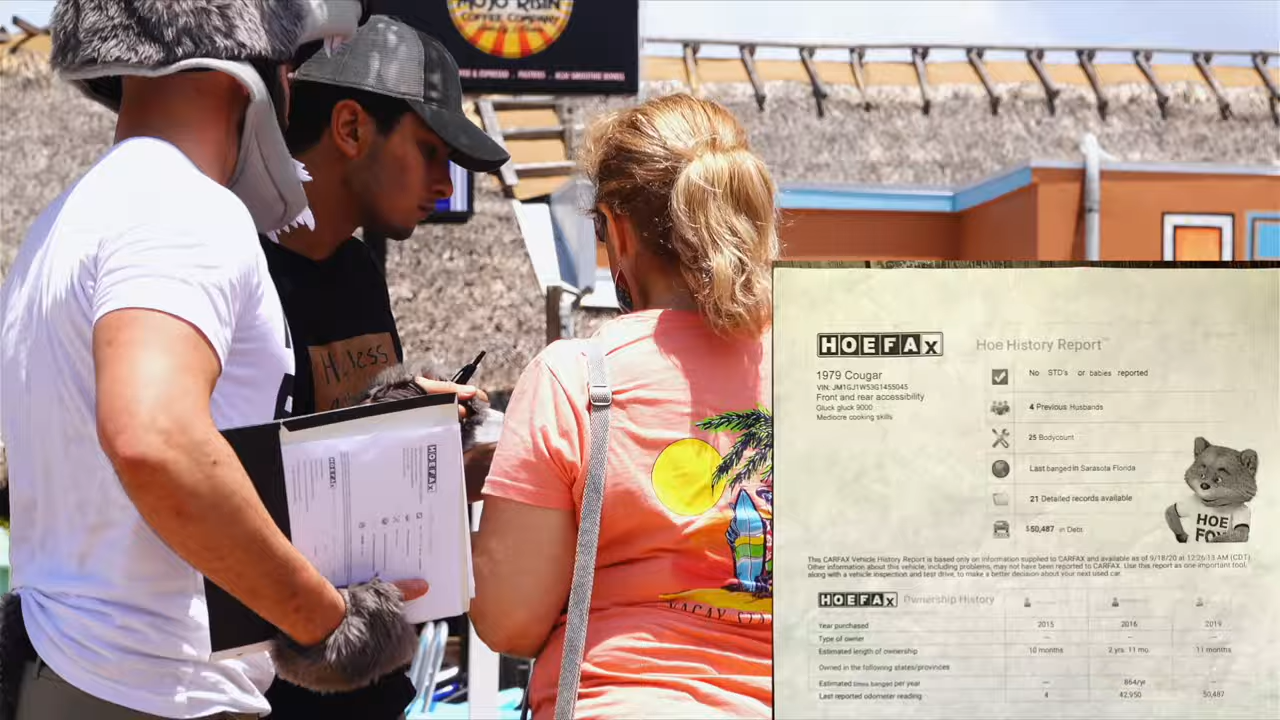 MOJO RISIN
COFFEE COMPANY
Ho less
VACAY
HOEFAX
HOEFAX
HOEFAX Hoe History Report
1979 Cougar
VIN: JM1GJ1W53G1455045
Front and rear accessibility
Gluck gluck 9000
Mediocre cooking skills
No STD's or babies reported
4 Previous Husbands
25 Bodycount
Last banged in Sarasota Florida
21 Detailed records available
$50,487 in Debt
HOE
FOX
This CARFAX Vehicle History Report is based only on information supplied to CARFAX and available as of 9/18/20 at 12:26:13 AM (CDT).
Other information about this vehicle, including problems, may not have been reported to CARFAX. Use this report as one important tool,
along with a vehicle inspection and test drive, to make a better decision about your next used car.
HOEFAX Ownership History
Year purchased 2015 2016 2019
Type of owner — — —
Estimated length of ownership 10 months 2 yrs. 11 mo. 11 months
Owned in the following states/provinces
Estimated times banged per year — 864/yr —
Last reported odometer reading 4 42,950 50,487